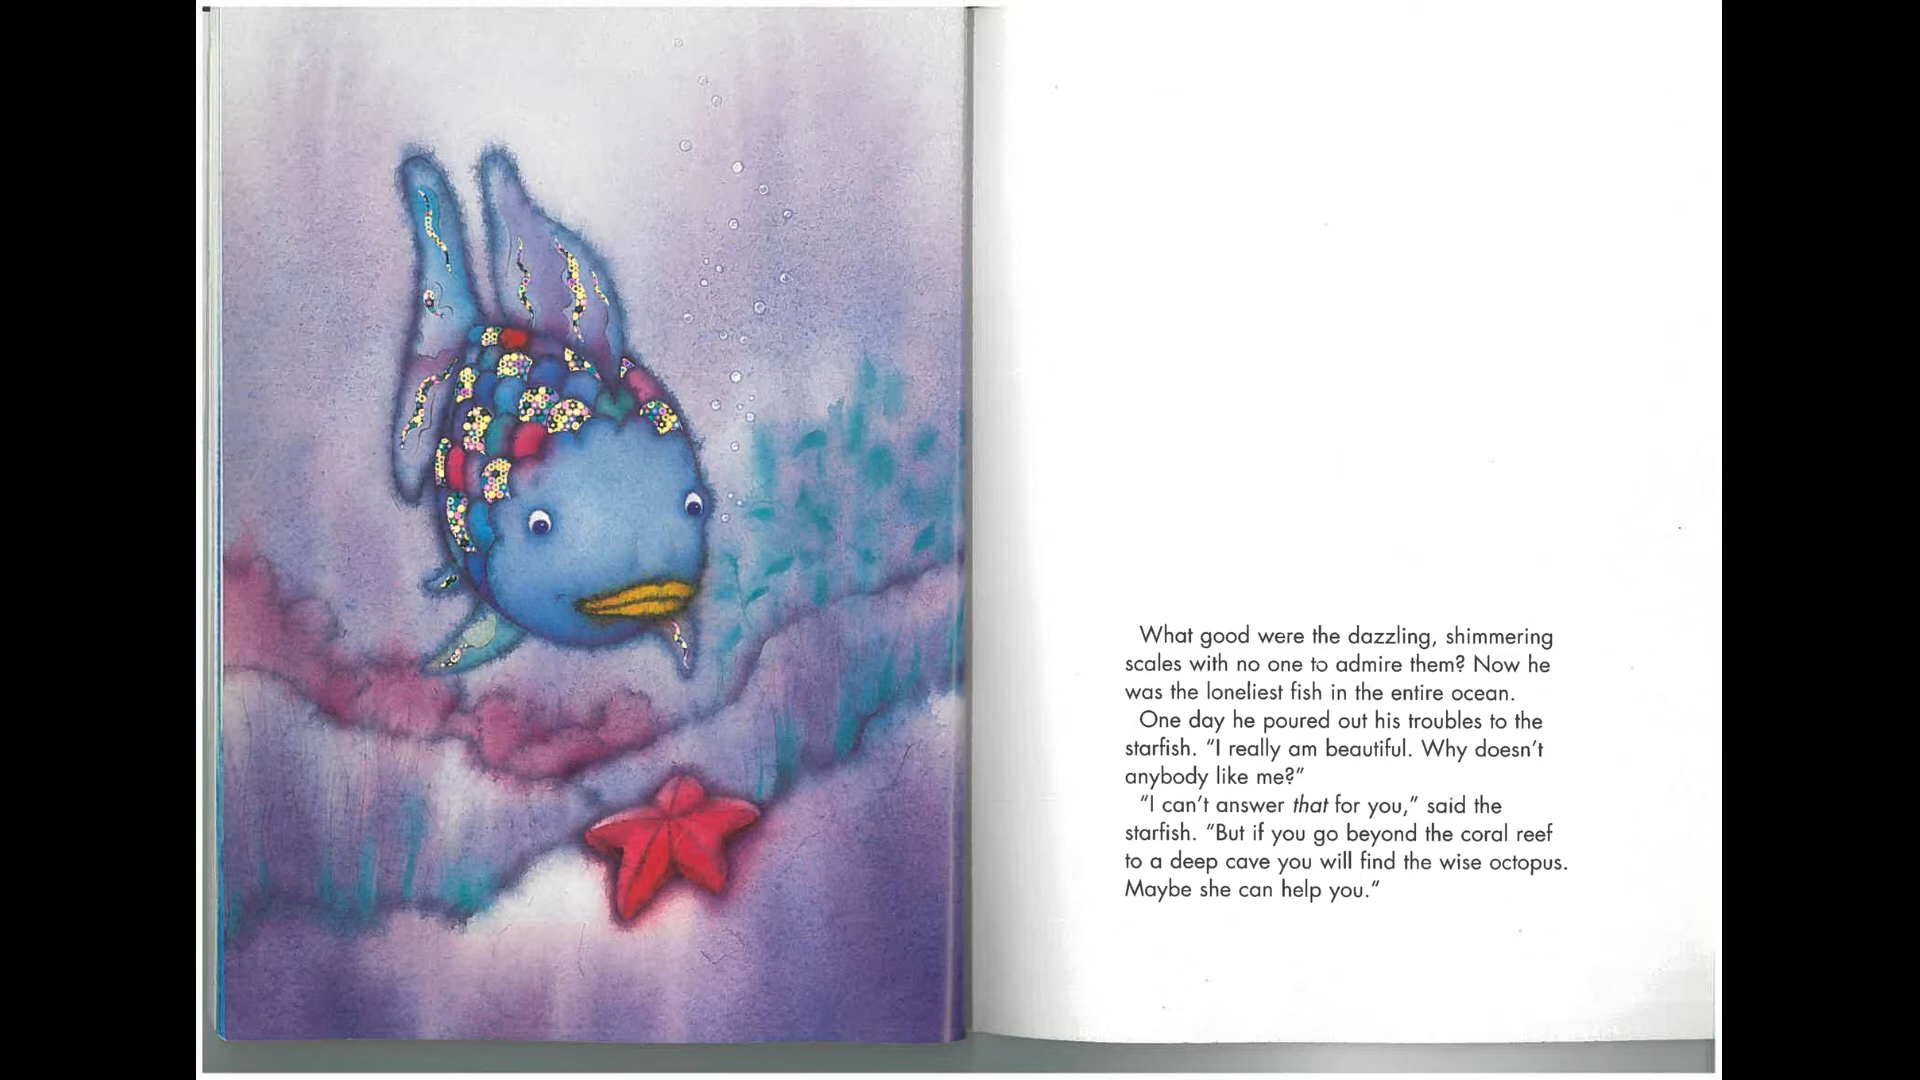 What good were the dazzling, shimmering
scales with no one to admire them? Now he
was the loneliest fish in the entire ocean.
One day he poured out his troubles to the
starfish. “I really am beautiful. Why doesn’t
anybody like me?”
“I can’t answer that for you,” said the
starfish. “But if you go beyond the coral reef
to a deep cave you will find the wise octopus.
Maybe she can help you.”